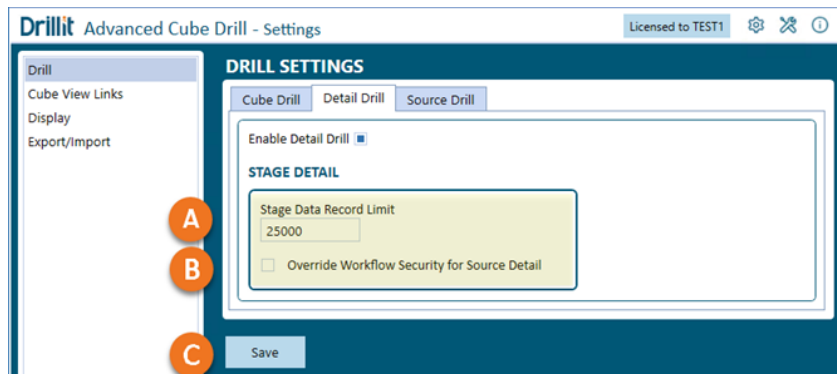 Drillit Advanced Cube Drill - Settings
Licensed to TEST1
Drill
Cube View Links
Display
Export/Import
DRILL SETTINGS
Cube Drill Detail Drill Source Drill
Enable Detail Drill
STAGE DETAIL
A
Stage Data Record Limit
25000
B
Override Workflow Security for Source Detail
C
Save